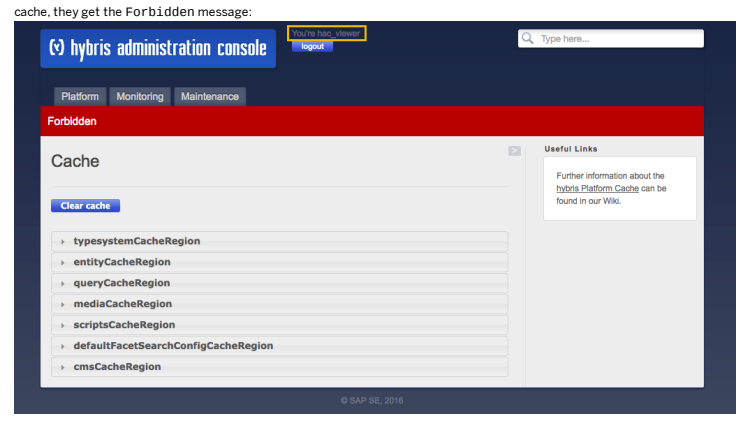 cache, they get the Forbidden message:
(y) hybris administration console
You're hac_viewer
logout
Type here...
Platform Monitoring Maintenance
Forbidden
Cache
>
Useful Links
Further information about the
hybris Platform Cache can be
found in our Wiki.
Clear cache
typesystemCacheRegion
entityCacheRegion
queryCacheRegion
mediaCacheRegion
scriptsCacheRegion
defaultFacetSearchConfigCacheRegion
cmsCacheRegion
© SAP SE, 2016